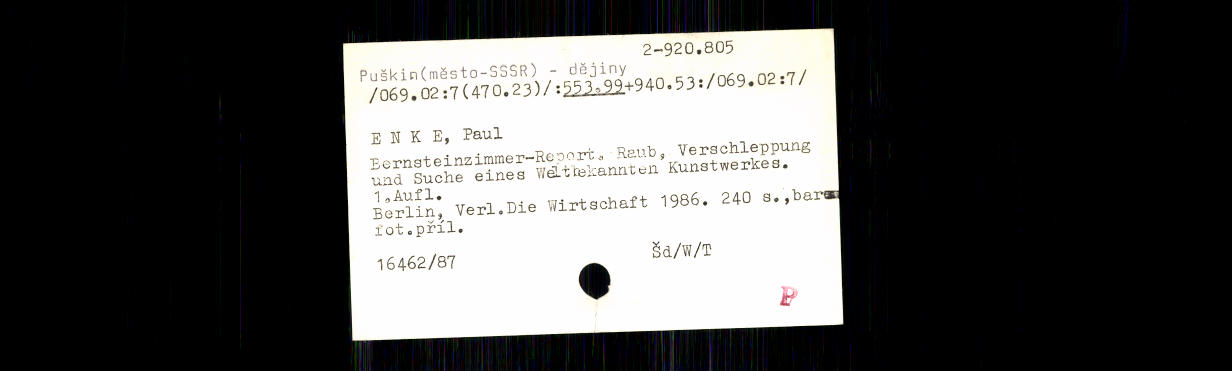 2-920.805
Puškin(město-SSSR) - dějiny
/069.02:7(470.23)/:553.99+940.53:/069.02:7/
E N K E, Paul
Bernsteinzimmer-Report. Raub, Verschleppung
und Suche eines Weltbekannten Kunstwerkes.
1.Aufl.
Berlin, Verl.Die Wirtschaft 1986. 240 s.,bar
fot.příl.
16462/87 Šd/W/T
P